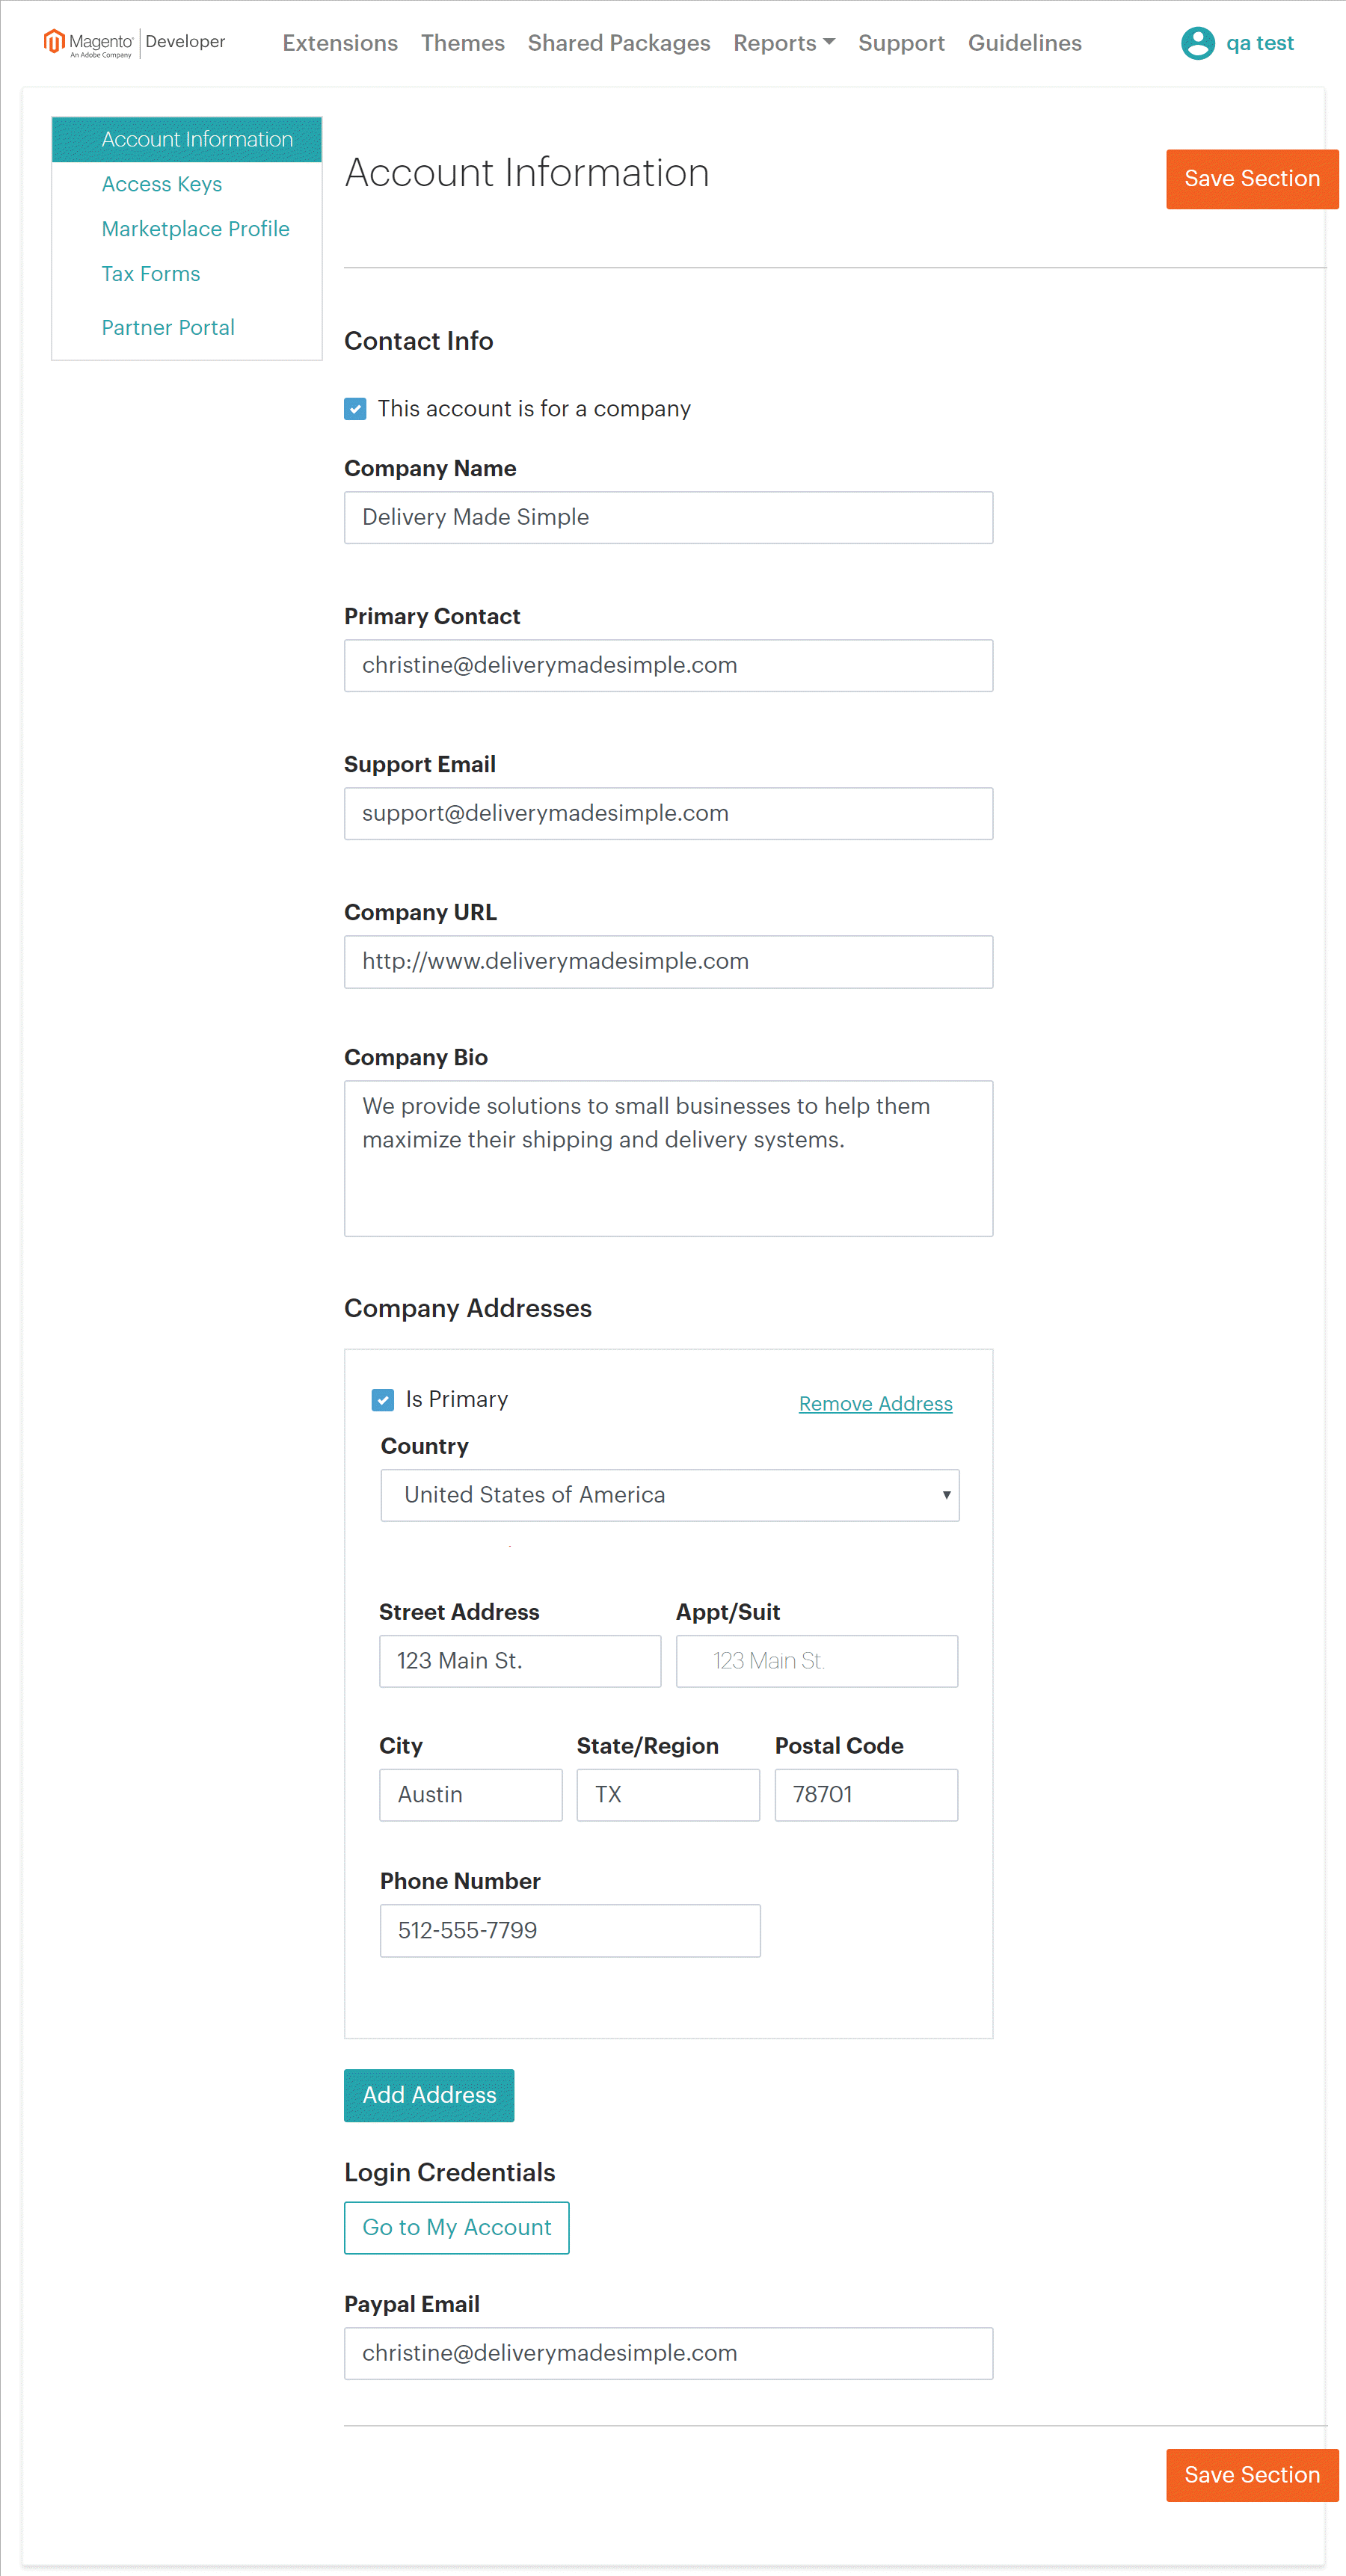 Magento Developer
An Adobe Company
Extensions Themes Shared Packages Reports Support Guidelines
qa test
Account Information
Access Keys
Marketplace Profile
Tax Forms
Partner Portal
Account Information
Save Section
Contact Info
This account is for a company
Company Name
Delivery Made Simple
Primary Contact
christine@deliverymadesimple.com
Support Email
support@deliverymadesimple.com
Company URL
http://www.deliverymadesimple.com
Company Bio
We provide solutions to small businesses to help them
maximize their shipping and delivery systems.
Company Addresses
Is Primary
Remove Address
Country
United States of America
Street Address Appt/Suit
123 Main St. 123 Main St.
City State/Region Postal Code
Austin TX 78701
Phone Number
512-555-7799
Add Address
Login Credentials
Go to My Account
Paypal Email
christine@deliverymadesimple.com
Save Section